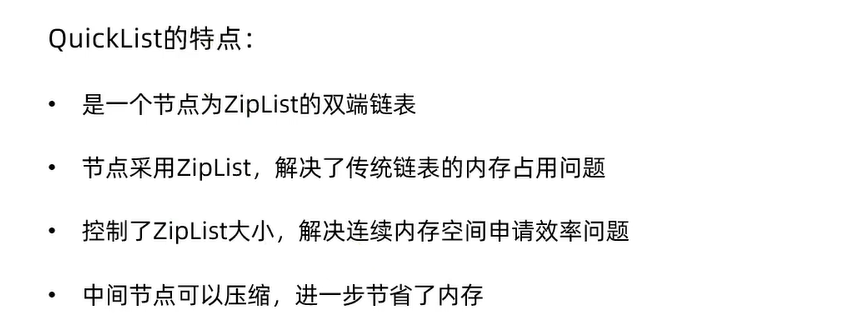 QuickList的特点：
• 是一个节点为ZipList的双端链表
• 节点采用ZipList，解决了传统链表的内存占用问题
• 控制了ZipList大小，解决连续内存空间申请效率问题
• 中间节点可以压缩，进一步节省了内存